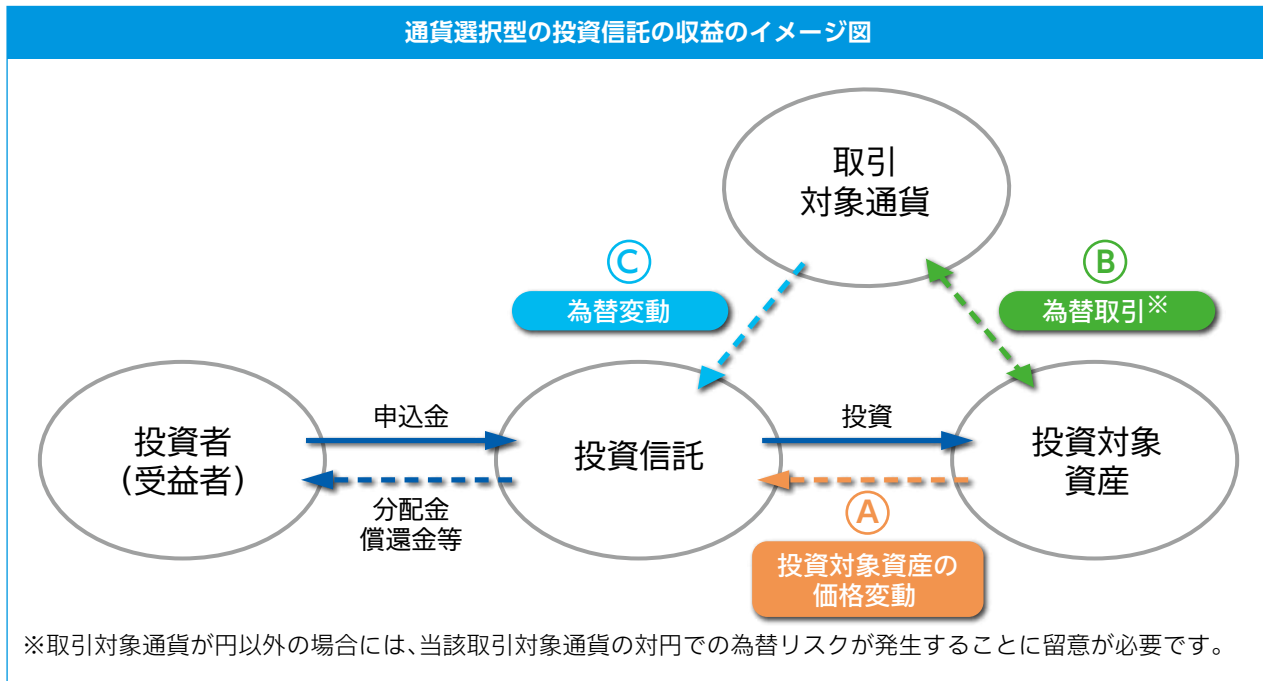 通貨選択型の投資信託の収益のイメージ図
取引
対象通貨
C
為替変動
B
為替取引※
投資者
(受益者)
申込金
分配金
償還金等
投資信託
投資
A
投資対象資産の
価格変動
投資対象
資産
※取引対象通貨が円以外の場合には、当該取引対象通貨の対円での為替リスクが発生することに留意が必要です。